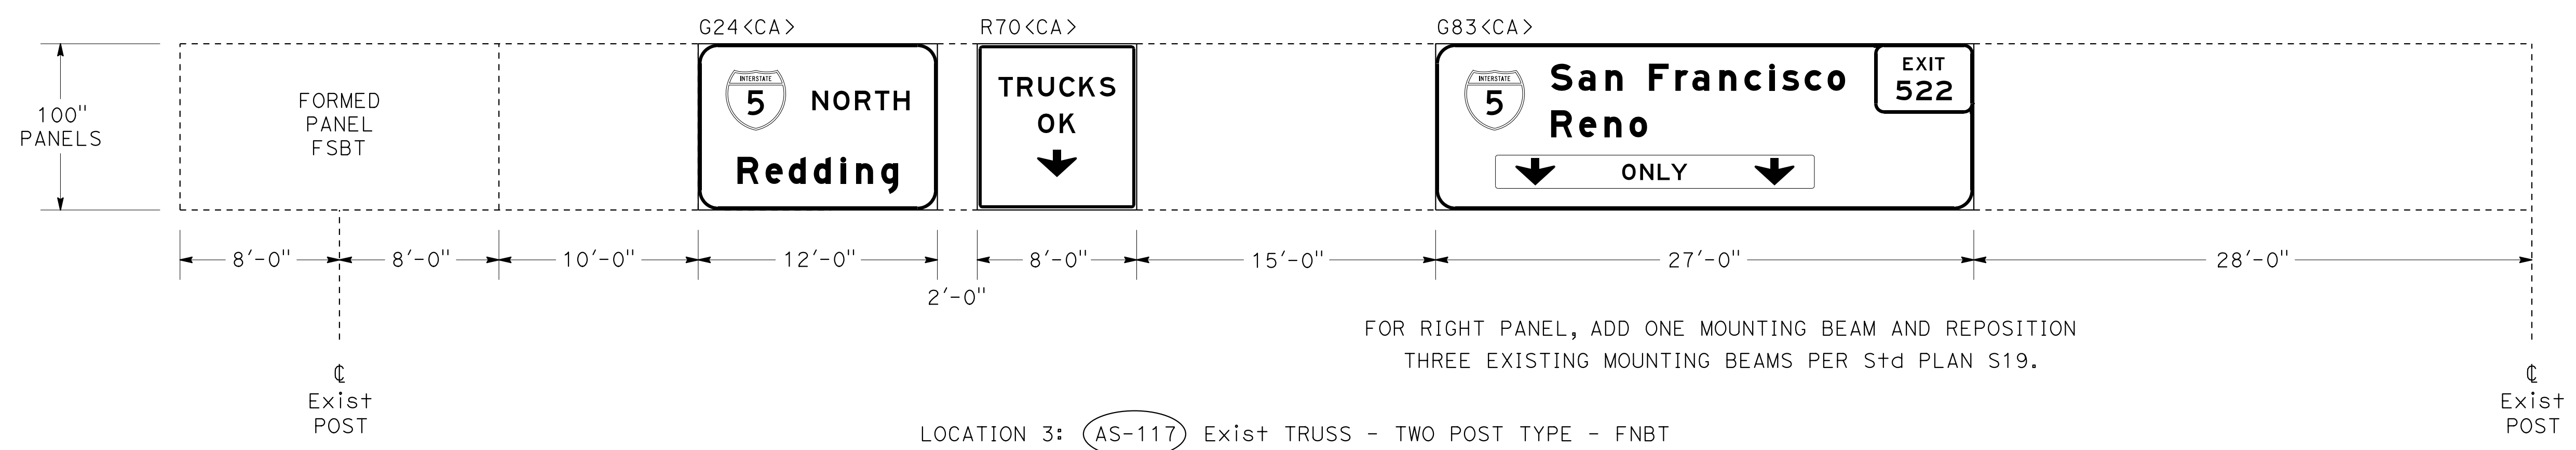 G24<CA>
R70<CA>
G83<CA>
100"
PANELS
FORMED
PANEL
FSBT
INTERSTATE
5
NORTH
Redding
TRUCKS
OK
INTERSTATE
5
San Francisco
Reno
ONLY
EXIT
522
8'-0"
8'-0"
10'-0"
12'-0"
2'-0"
8'-0"
15'-0"
27'-0"
28'-0"
FOR RIGHT PANEL, ADD ONE MOUNTING BEAM AND REPOSITION
THREE EXISTING MOUNTING BEAMS PER Std PLAN S19.
℄
Exist
POST
℄
Exist
POST
LOCATION 3: AS-117 Exist TRUSS - TWO POST TYPE - FNBT